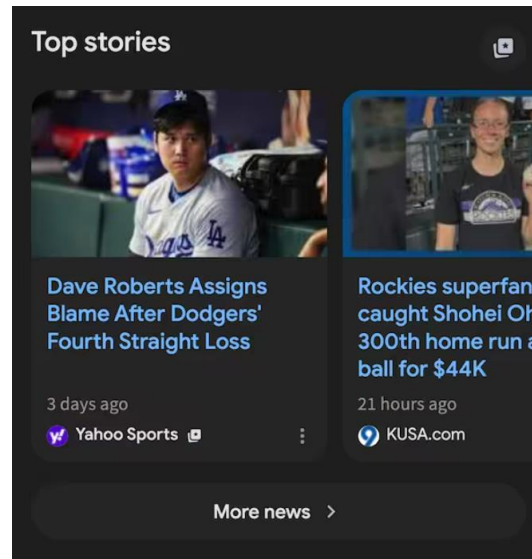 Top stories
Dave Roberts Assigns
Blame After Dodgers'
Fourth Straight Loss
3 days ago
Yahoo Sports
Rockies superfan
caught Shohei Oh
300th home run a
ball for $44K
21 hours ago
KUSA.com
More news